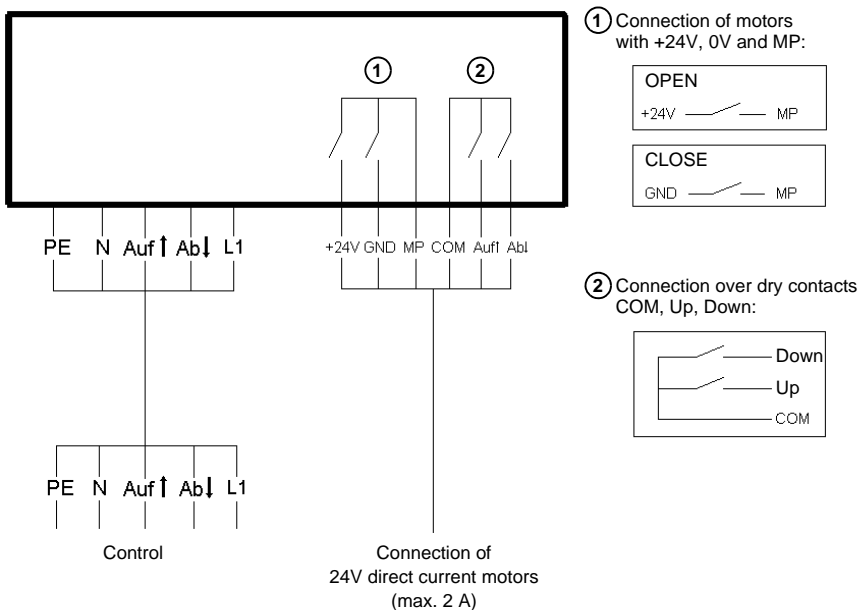 1 2
PE N Auf ↑ Ab ↓ L1
+24V GND MP COM Auf↑ Ab↓
PE N Auf ↑ Ab ↓ L1
Control
Connection of
24V direct current motors
(max. 2 A)
1 Connection of motors
with +24V, 0V and MP:
OPEN
+24V MP
CLOSE
GND MP
2 Connection over dry contacts
COM, Up, Down:
Down
Up
COM